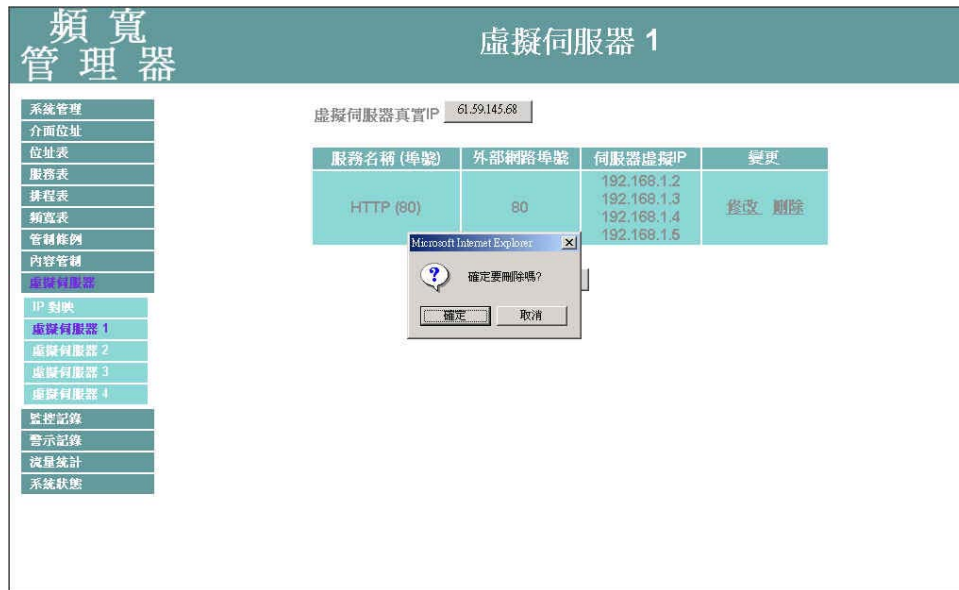 頻 寬
管 理 器
虛擬伺服器 1
系統管理
介面位址
位址表
服務表
排程表
頻寬表
管制條例
內容管制
虛擬伺服器
IP 對映
虛擬伺服器 1
虛擬伺服器 2
虛擬伺服器 3
虛擬伺服器 4
監控記錄
警示記錄
流量統計
系統狀態
虛擬伺服器真實IP 61.59.145.68
服務名稱 (埠號) 外部網路埠號 伺服器虛擬IP 變更
HTTP (80) 80 192.168.1.2 修改 刪除
192.168.1.3
192.168.1.4
192.168.1.5
Microsoft Internet Explorer
確定要刪除嗎?
確定 取消